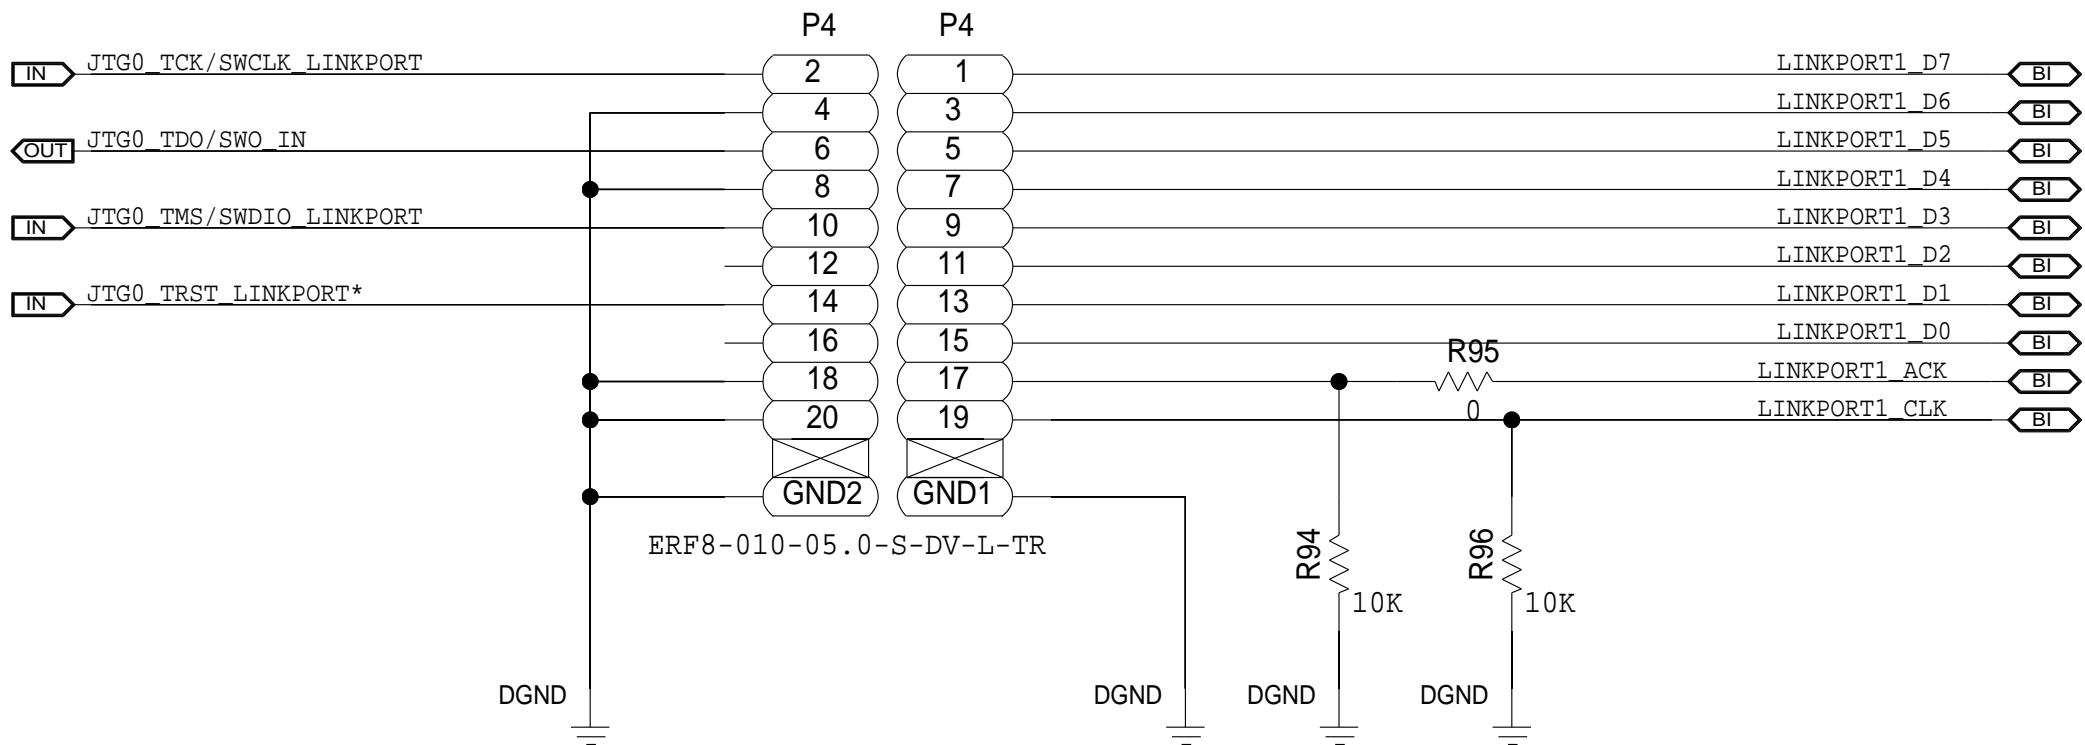 P4 P4
IN JTG0_TCK/SWCLK_LINKPORT 2 1 LINKPORT1_D7 BI
4 3 LINKPORT1_D6 BI
OUT JTG0_TDO/SWO_IN 6 5 LINKPORT1_D5 BI
8 7 LINKPORT1_D4 BI
IN JTG0_TMS/SWDIO_LINKPORT 10 9 LINKPORT1_D3 BI
12 11 LINKPORT1_D2 BI
IN JTG0_TRST_LINKPORT* 14 13 LINKPORT1_D1 BI
16 15 LINKPORT1_D0 BI
R95
18 17 LINKPORT1_ACK BI
0
20 19 LINKPORT1_CLK BI
GND2 GND1
ERF8-010-05.0-S-DV-L-TR
R94 R96
10K 10K
DGND DGND DGND DGND